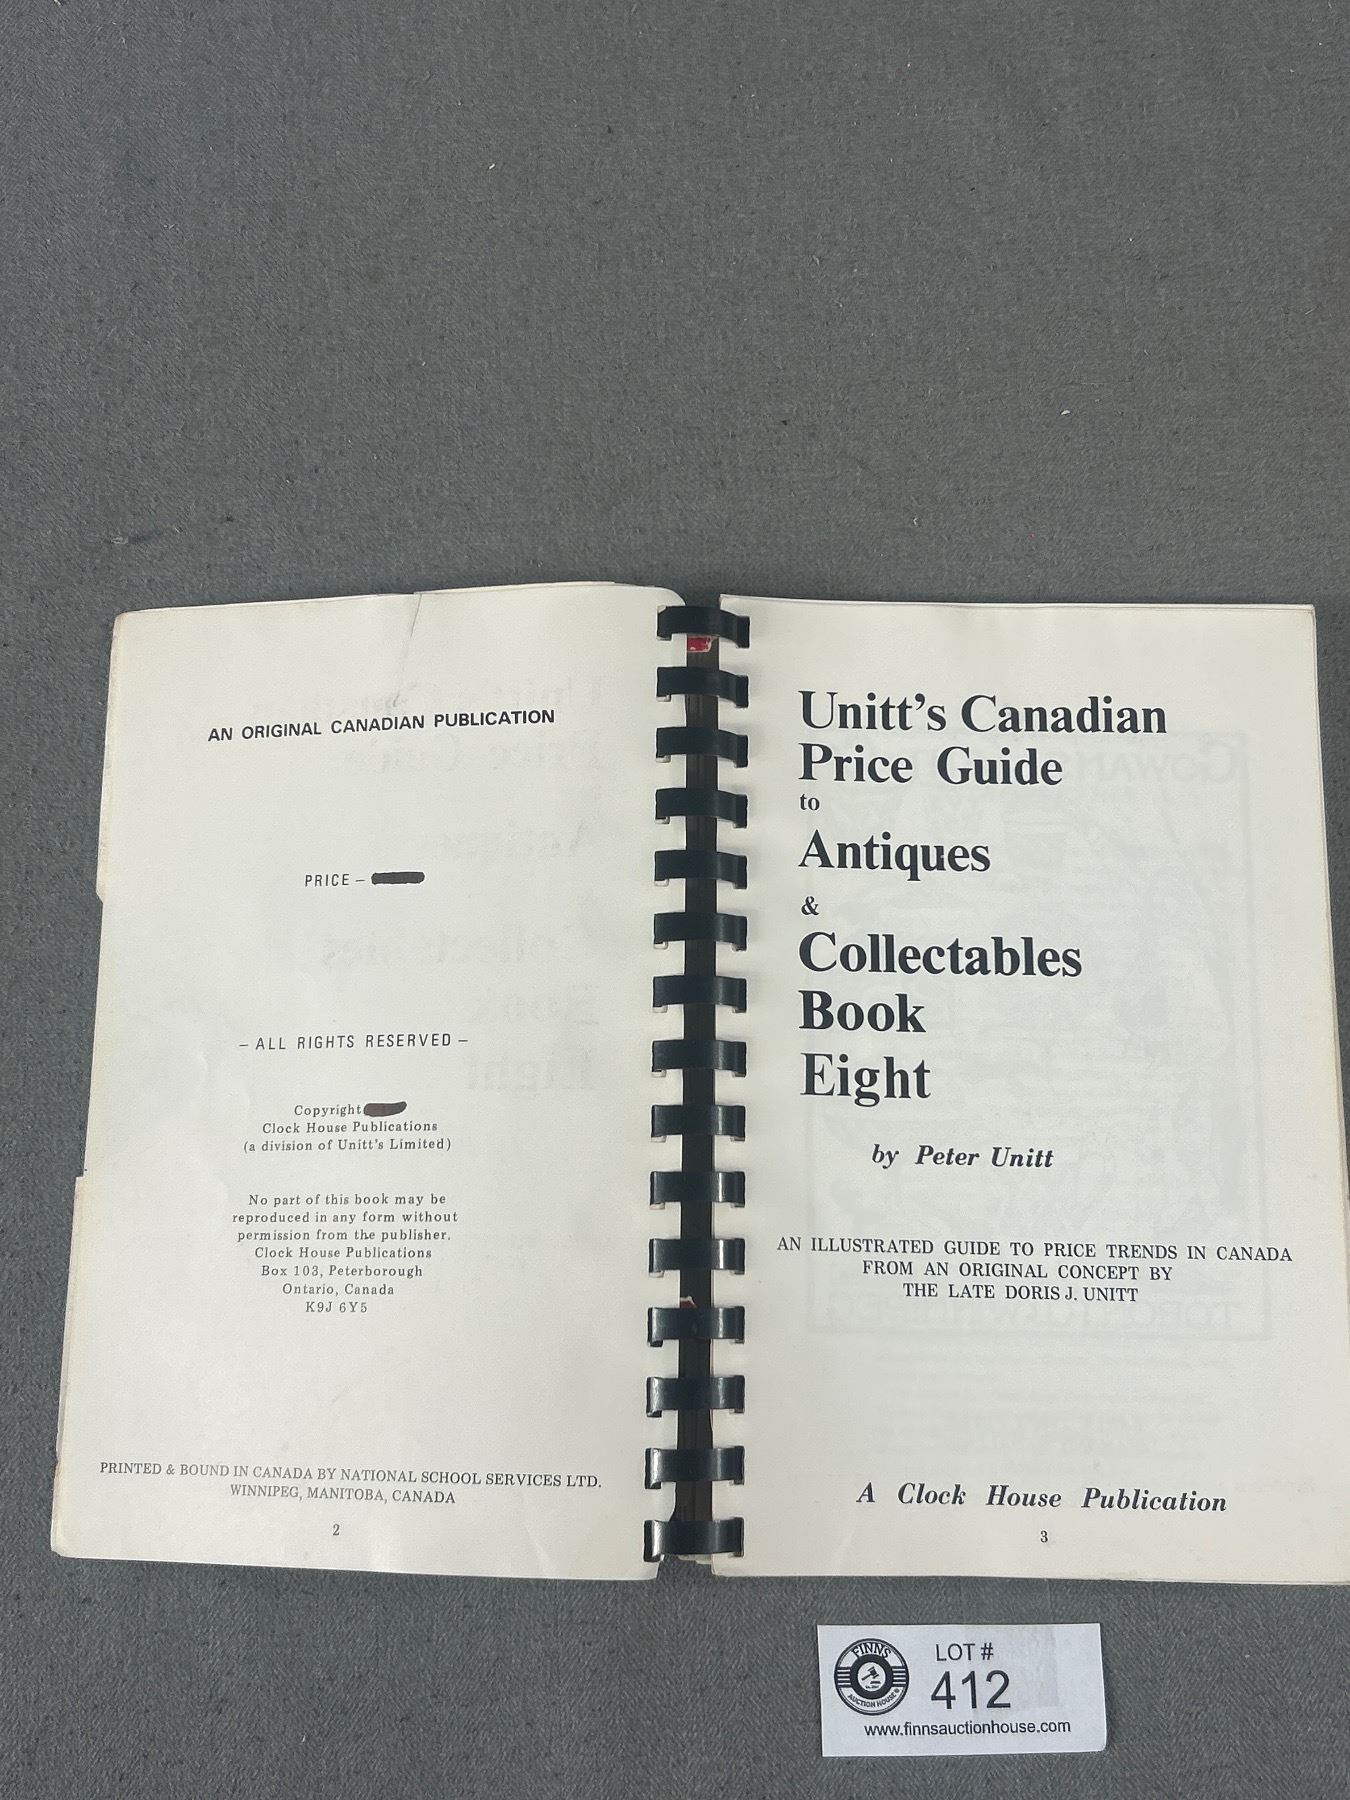 AN ORIGINAL CANADIAN PUBLICATION
PRICE –
– ALL RIGHTS RESERVED –
Copyright
Clock House Publications
(a division of Unitt's Limited)
No part of this book may be
reproduced in any form without
permission from the publisher.
Clock House Publications
Box 103, Peterborough
Ontario, Canada
K9J 6Y5
PRINTED & BOUND IN CANADA BY NATIONAL SCHOOL SERVICES LTD.
WINNIPEG, MANITOBA, CANADA
2
Unitt's Canadian
Price Guide
to
Antiques
&
Collectables
Book
Eight
by Peter Unitt
AN ILLUSTRATED GUIDE TO PRICE TRENDS IN CANADA
FROM AN ORIGINAL CONCEPT BY
THE LATE DORIS J. UNITT
A Clock House Publication
3
FINNS
AUCTION HOUSE
LOT #
412
www.finnsauctionhouse.com